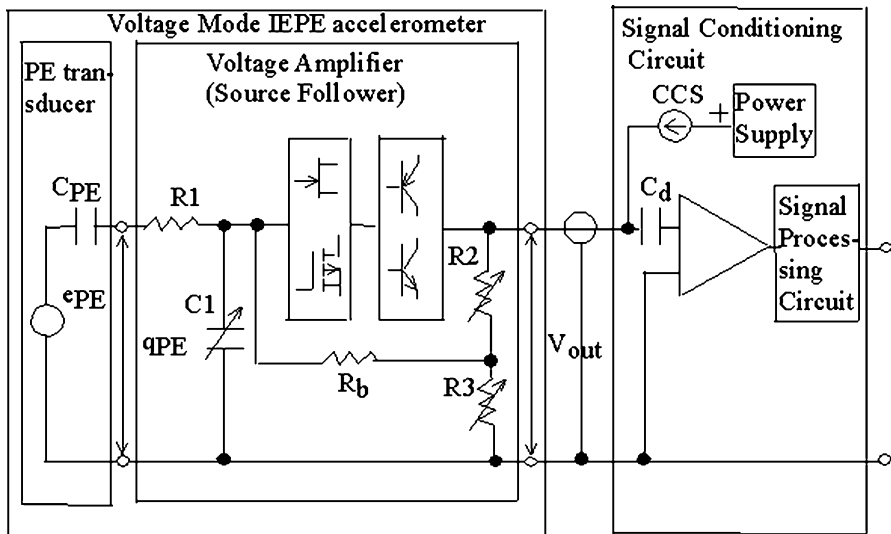 Voltage Mode IEPE accelerometer
PE tran-
sducer
Voltage Amplifier
(Source Follower)
Signal Conditioning
Circuit
CCS
+
Power
Supply
CPE
R1
Cd
R2
Signal
Proces-
sing
Circuit
ePE
C1
qPE
Rb
R3
Vout